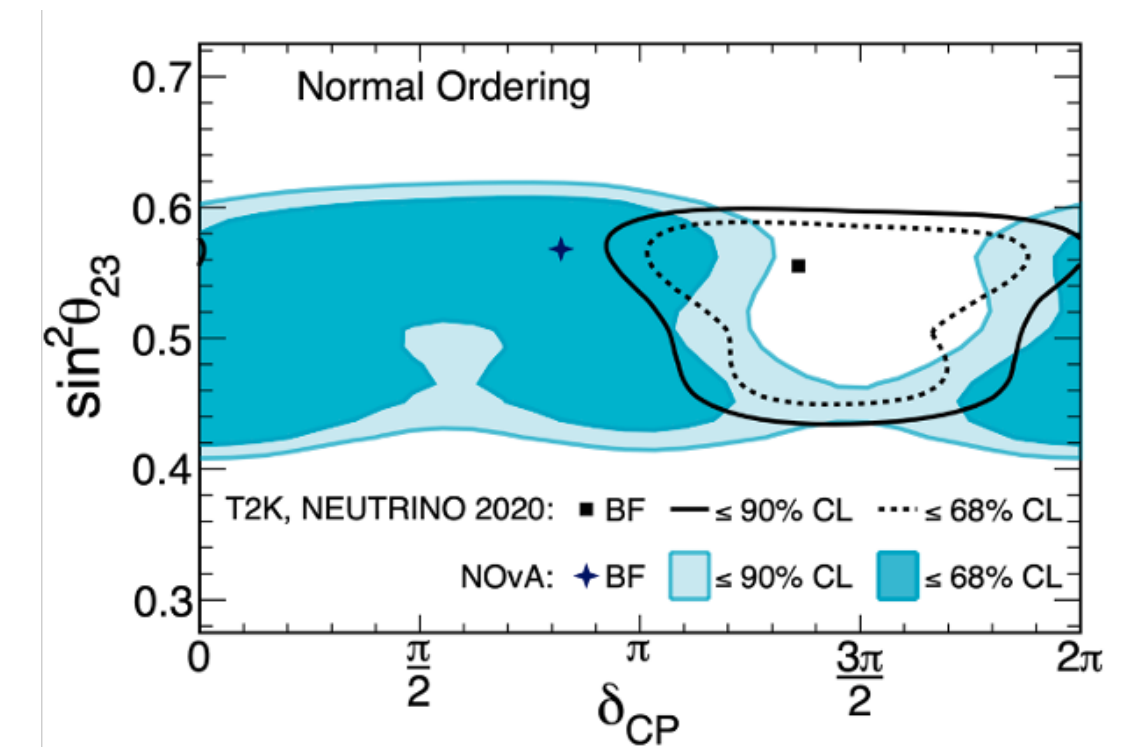 Normal Ordering
0.7
0.6
0.5
0.4
0.3
sin²θ₂₃
T2K, NEUTRINO 2020: BF ≤ 90% CL ≤ 68% CL
NOvA: BF ≤ 90% CL ≤ 68% CL
0 π/2 π 3π/2 2π
δCP